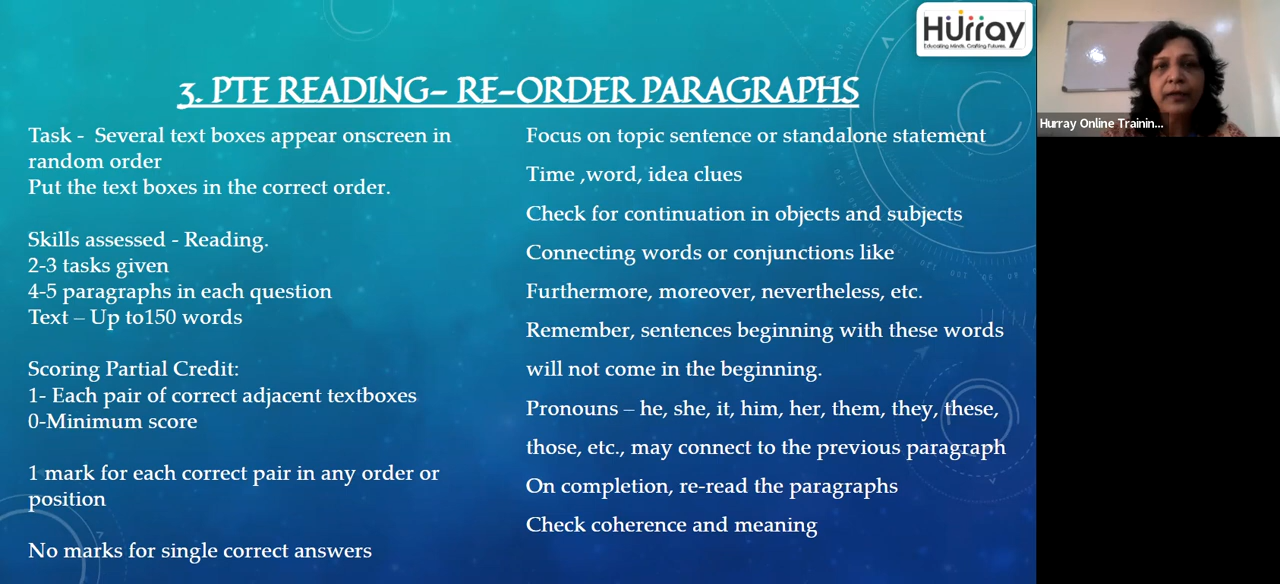 Hurray
Educating Minds. Crafting Futures.
3. PTE READING– RE-ORDER PARAGRAPHS
Task -  Several text boxes appear onscreen in
random order
Put the text boxes in the correct order.
Skills assessed - Reading.
2-3 tasks given
4-5 paragraphs in each question
Text – Up to150 words
Scoring Partial Credit:
1- Each pair of correct adjacent textboxes
0-Minimum score
1 mark for each correct pair in any order or
position
No marks for single correct answers
Focus on topic sentence or standalone statement
Time ,word, idea clues
Check for continuation in objects and subjects
Connecting words or conjunctions like
Furthermore, moreover, nevertheless, etc.
Remember, sentences beginning with these words
will not come in the beginning.
Pronouns – he, she, it, him, her, them, they, these,
those, etc., may connect to the previous paragraph
On completion, re-read the paragraphs
Check coherence and meaning
Hurray Online Trainin...